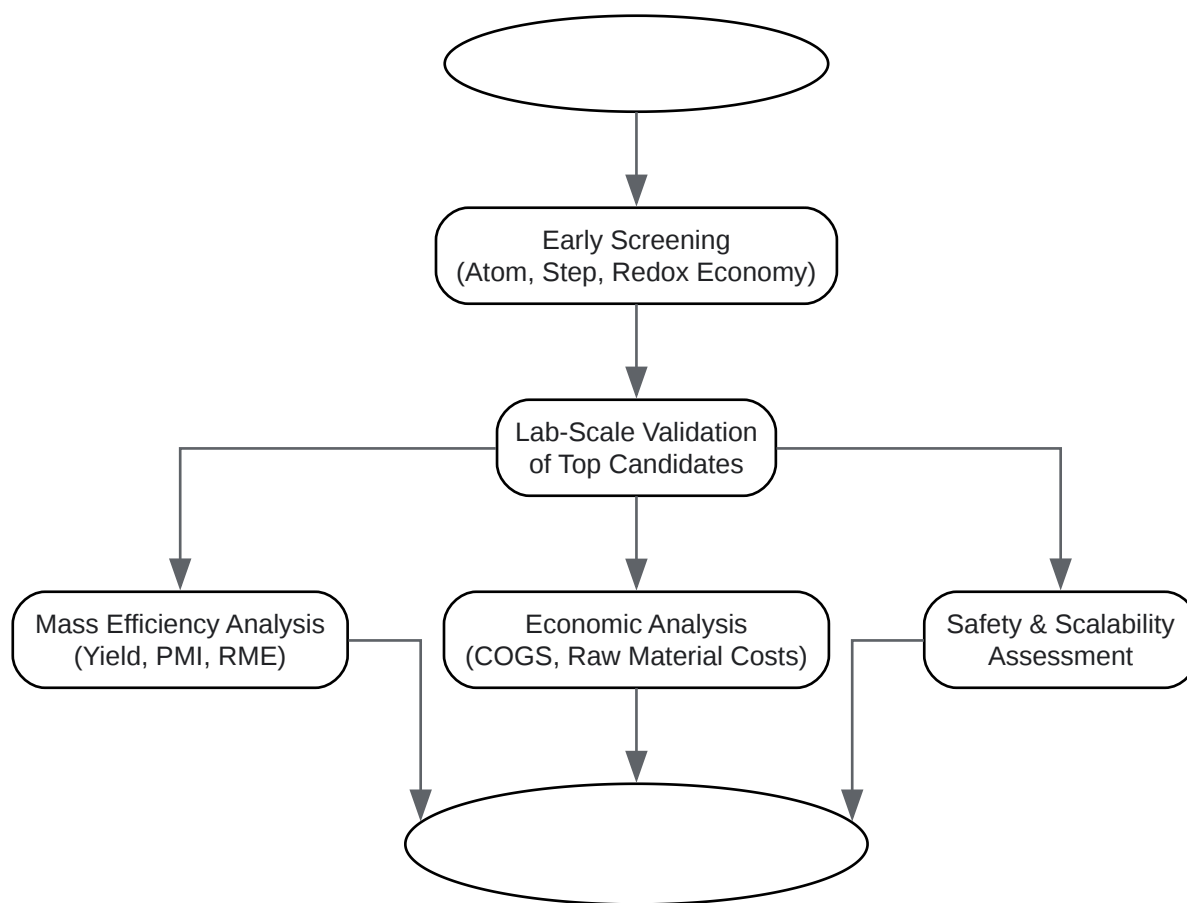 Early Screening
(Atom, Step, Redox Economy)
Lab-Scale Validation
of Top Candidates
Mass Efficiency Analysis
(Yield, PMI, RME)
Economic Analysis
(COGS, Raw Material Costs)
Safety & Scalability
Assessment